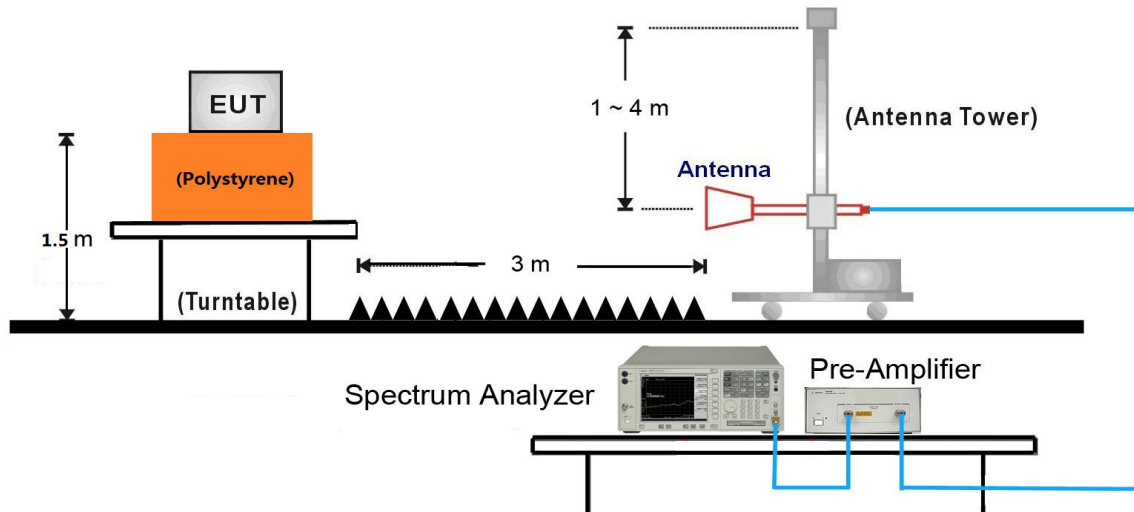 EUT
(Polystyrene)
1.5 m
(Turntable)
3 m
1 ~ 4 m
(Antenna Tower)
Antenna
Spectrum Analyzer
Pre-Amplifier